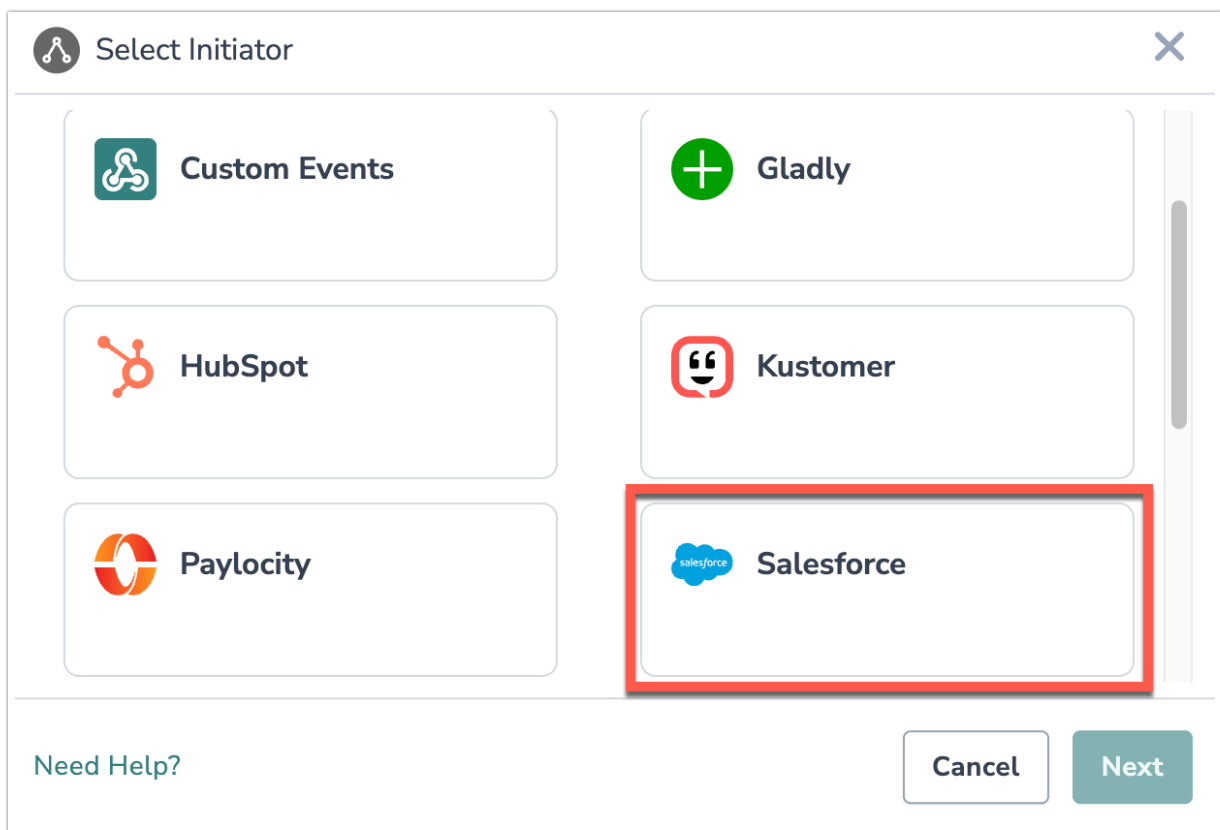 Select Initiator
Custom Events
Gladly
HubSpot
Kustomer
Paylocity
salesforce
Salesforce
Need Help?
Cancel
Next